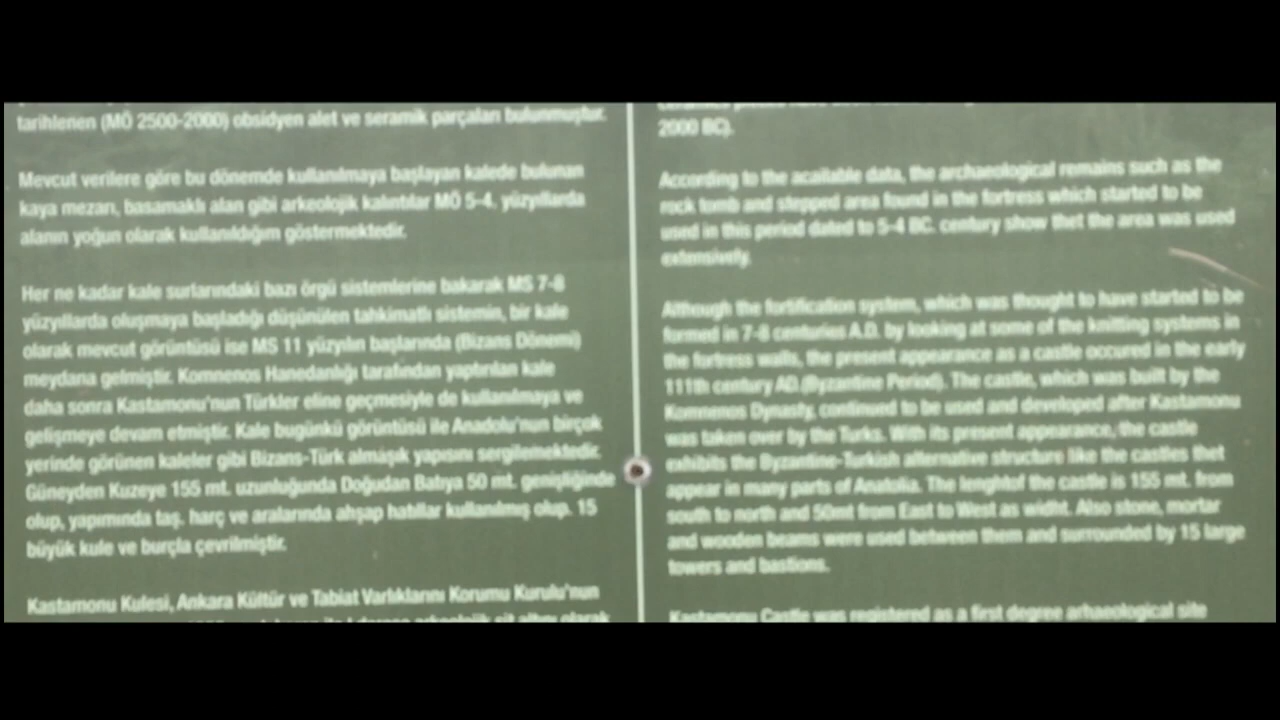 tarihlenen (MÖ 2500-2000) obsidyen alet ve seramik parçaları bulunmuştur.
Mevcut verilere göre bu dönemde kullanılmaya başlayan kalede bulunan
kaya mezarı, basamaklı alan gibi arkeolojik kalıntılar MÖ 5-4. yüzyıllarda
alanın yoğun olarak kullanıldığını göstermektedir.
Her ne kadar kale surlarındaki bazı örgü sistemlerine bakarak MS 7-8
yüzyıllarda oluşmaya başladığı düşünülen tahkimatlı sistemin, bir kale
olarak mevcut görüntüsü ise MS 11 yüzyılın başlarında (Bizans Dönemi)
meydana gelmiştir. Komnenos Hanedanlığı tarafından yaptırılan kale
daha sonra Kastamonu'nun Türkler eline geçmesiyle de kullanılmaya ve
gelişmeye devam etmiştir. Kale bugünkü görüntüsü ile Anadolu'nun birçok
yerinde görünen kaleler gibi Bizans-Türk almaşık yapısını sergilemektedir.
Güneyden Kuzeye 155 mt. uzunluğunda Doğudan Batıya 50 mt. genişliğinde
olup, yapımında taş. harç ve aralarında ahşap hatıllar kullanılmış olup. 15
büyük kule ve burçla çevrilmiştir.
Kastamonu Kulesi, Ankara Kültür ve Tabiat Varlıklarını Korumu Kurulu'nun
2000 BC).
According to the acailable data, the archaeological remains such as the
rock tomb and stepped area found in the fortress which started to be
used in this period dated to 5-4 BC. century show thet the area was used
extensively.
Although the fortification system, which was thought to have started to be
formed in 7-8 centuries A.D. by looking at some of the knitting systems in
the fortress walls, the present appearance as a castle occured in the early
111th century AD.(Byzantine Period). The castle, which was built by the
Komnenos Dynasty, continued to be used and developed after Kastamonu
was taken over by the Turks. With its present appearance, the castle
exhibits the Byzantine-Turkish alternative structure like the castles thet
appear in many parts of Anatolia. The lenghtof the castle is 155 mt. from
south to north and 50mt from East to West as widht. Also stone, mortar
and wooden beams were used between them and surrounded by 15 large
towers and bastions.
Kastamonu Castle was registered as a first degree arhaeological site